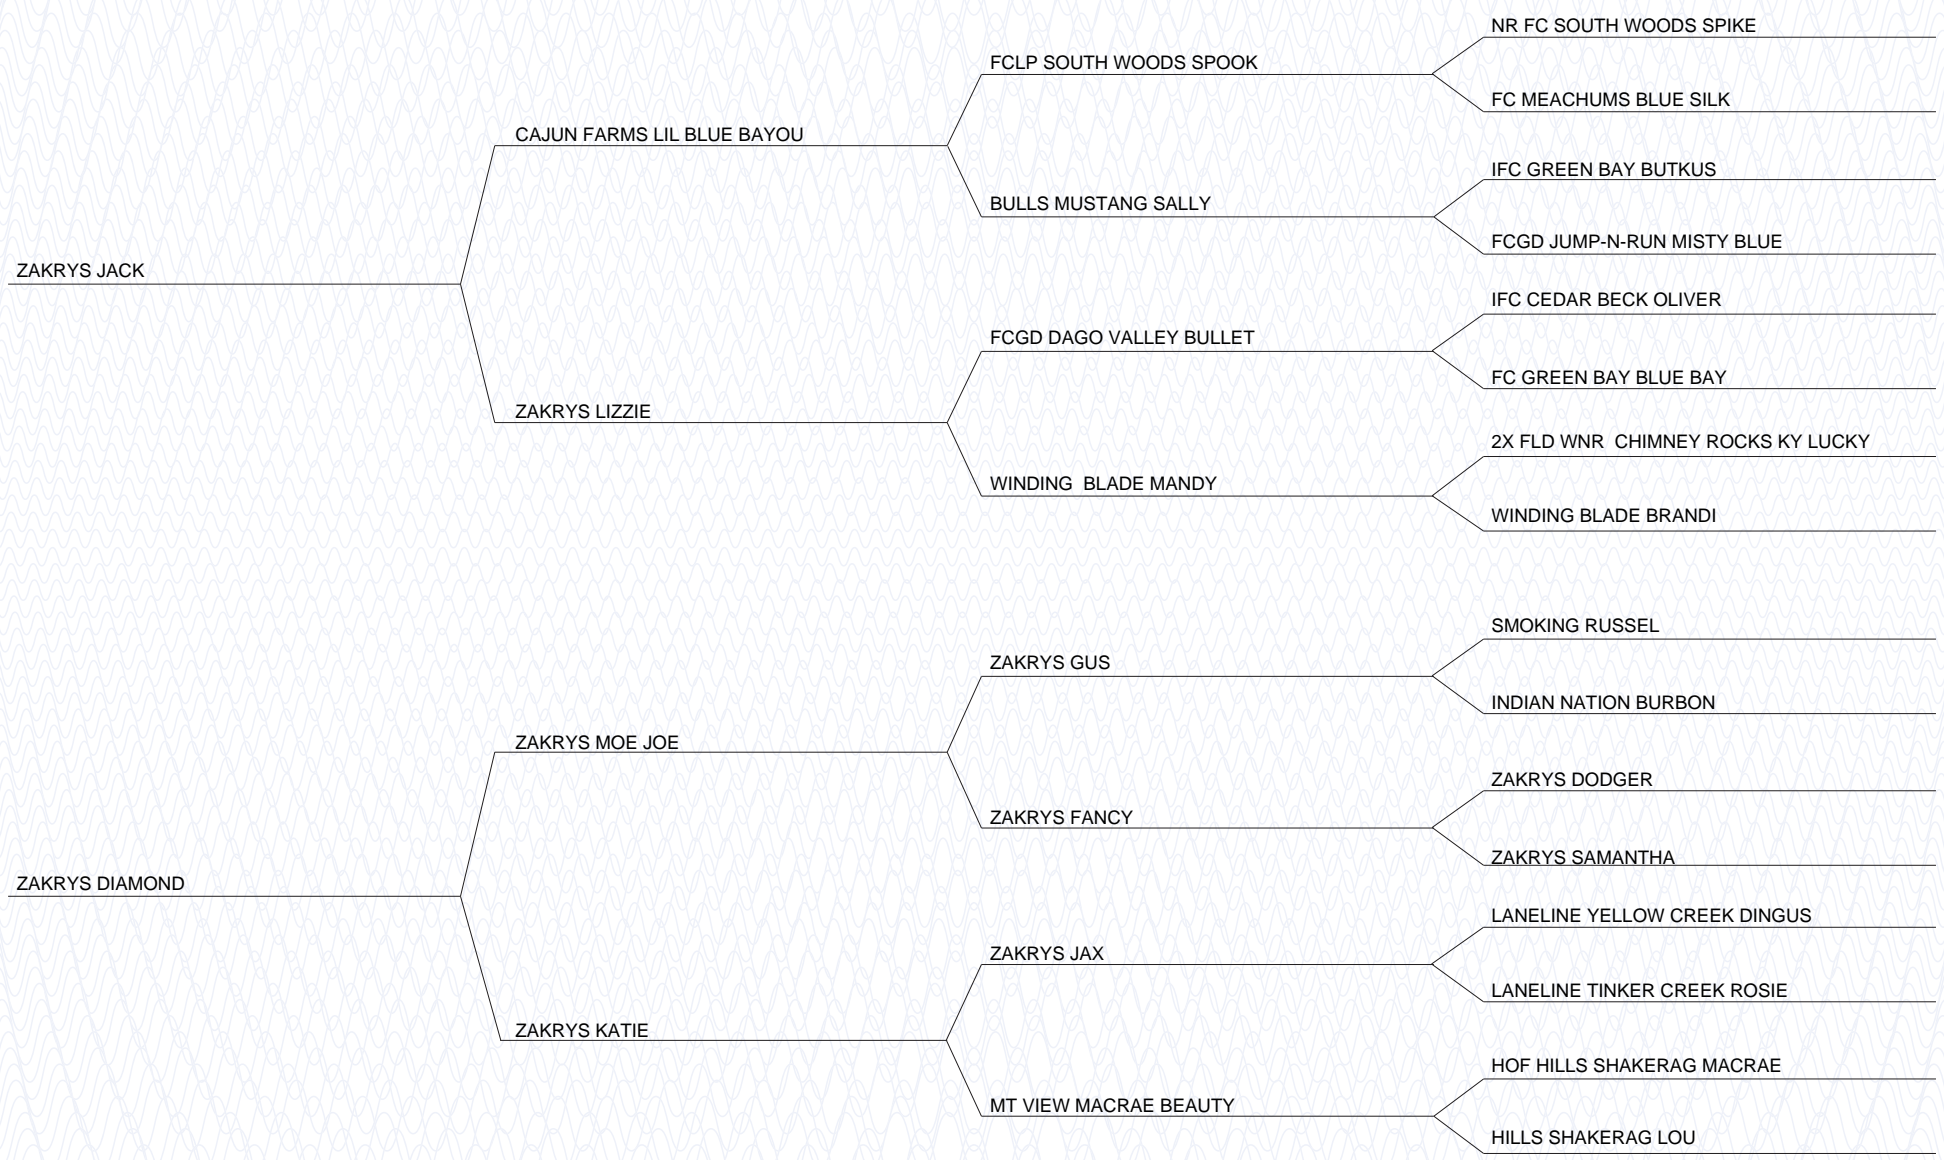 NR FC SOUTH WOODS SPIKE
FCLP SOUTH WOODS SPOOK
FC MEACHUMS BLUE SILK
CAJUN FARMS LIL BLUE BAYOU
IFC GREEN BAY BUTKUS
BULLS MUSTANG SALLY
FCGD JUMP-N-RUN MISTY BLUE
ZAKRYS JACK
IFC CEDAR BECK OLIVER
FCGD DAGO VALLEY BULLET
FC GREEN BAY BLUE BAY
ZAKRYS LIZZIE
2X FLD WNR  CHIMNEY ROCKS KY LUCKY
WINDING  BLADE MANDY
WINDING BLADE BRANDI
SMOKING RUSSEL
ZAKRYS GUS
INDIAN NATION BURBON
ZAKRYS MOE JOE
ZAKRYS DODGER
ZAKRYS FANCY
ZAKRYS SAMANTHA
ZAKRYS DIAMOND
LANELINE YELLOW CREEK DINGUS
ZAKRYS JAX
LANELINE TINKER CREEK ROSIE
ZAKRYS KATIE
HOF HILLS SHAKERAG MACRAE
MT VIEW MACRAE BEAUTY
HILLS SHAKERAG LOU